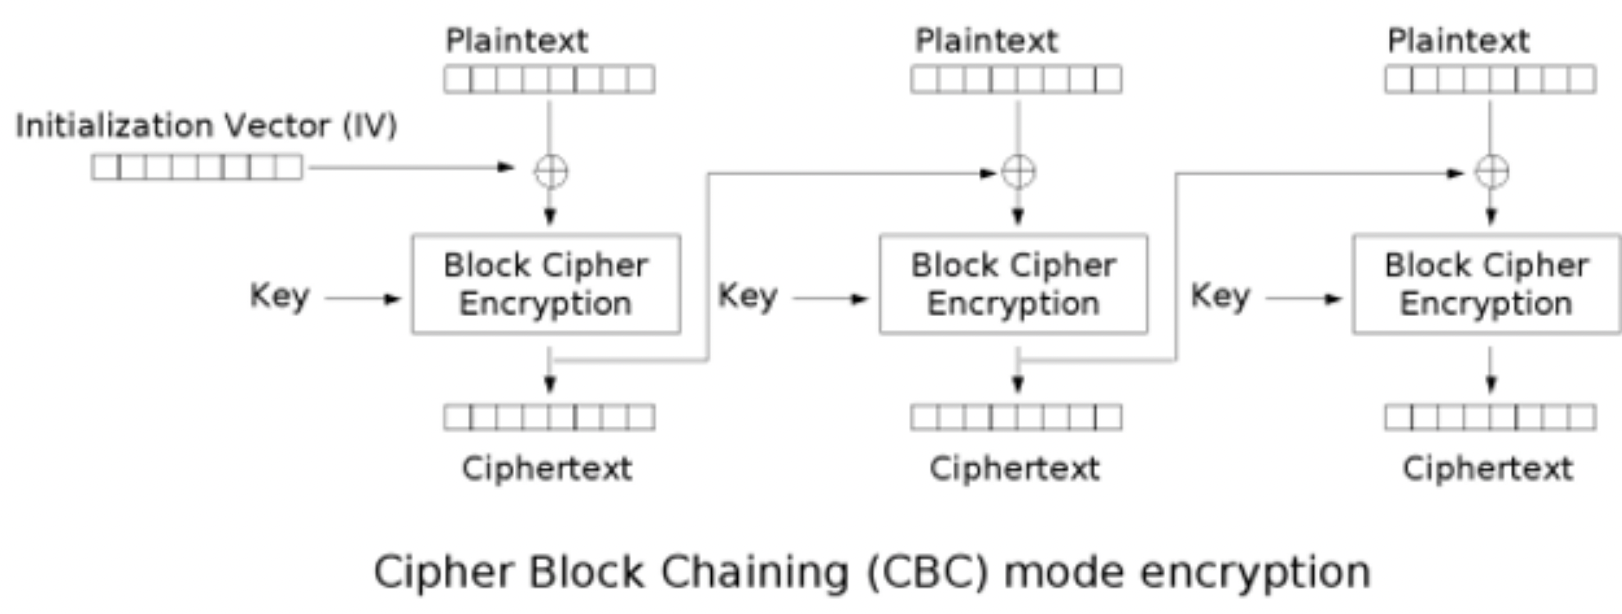 Plaintext
Plaintext
Plaintext
Initialization Vector (IV)
Key
Block Cipher
Encryption
Key
Block Cipher
Encryption
Key
Block Cipher
Encryption
Ciphertext
Ciphertext
Ciphertext
Cipher Block Chaining (CBC) mode encryption